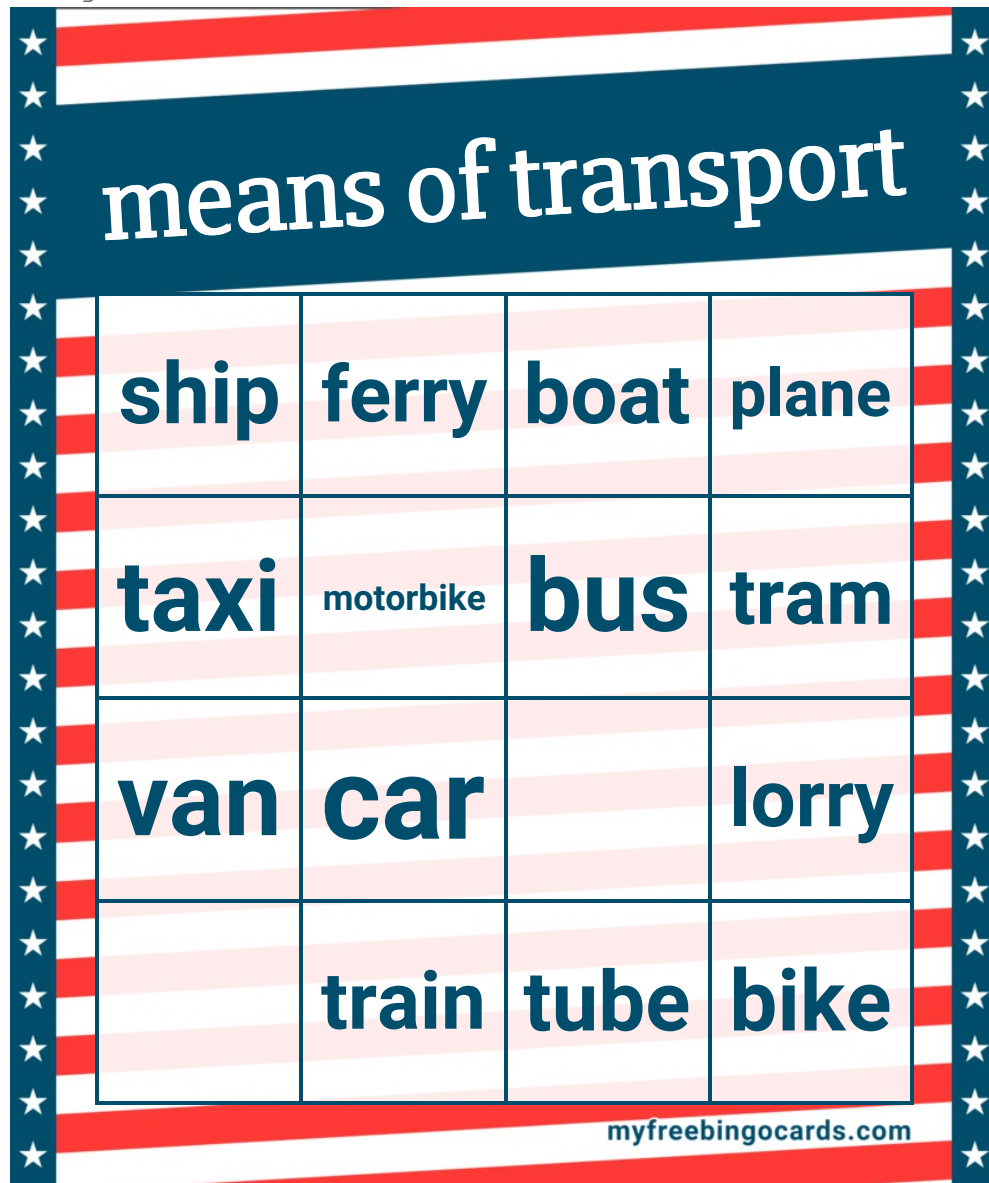 means of transport
ship ferry boat plane
taxi motorbike bus tram
van car lorry
train tube bike
myfreebingocards.com